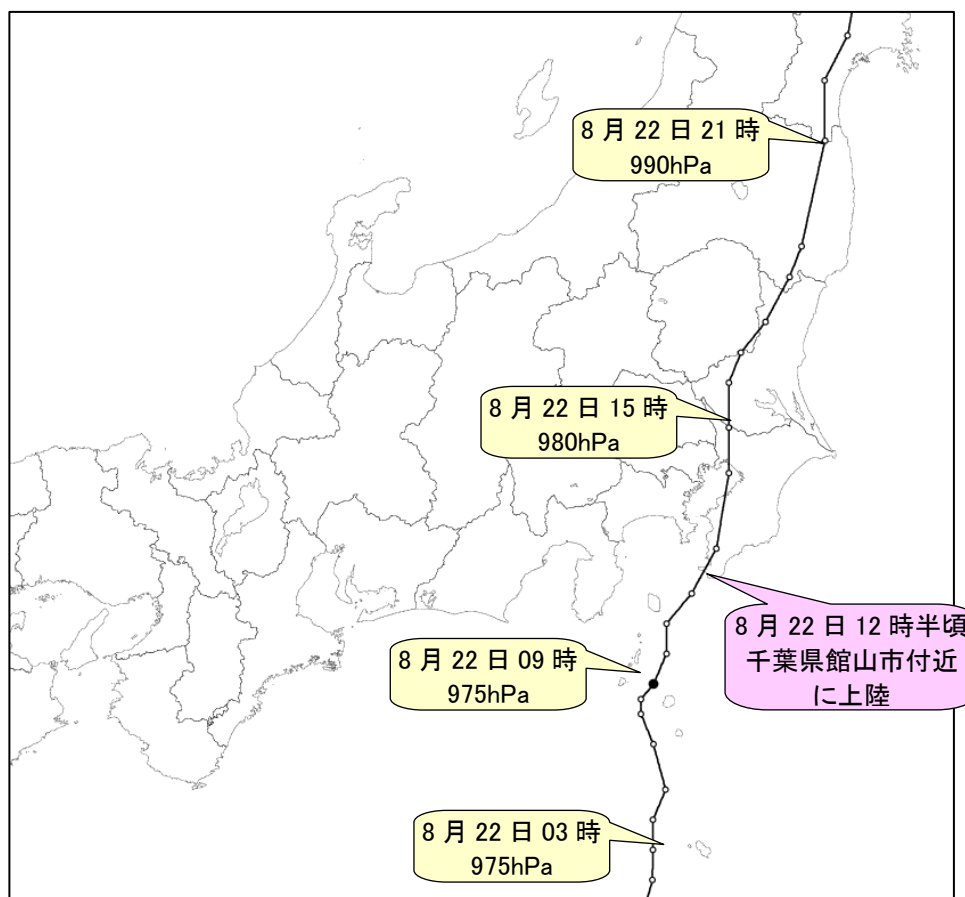 8 月 22 日 21 時
990hPa
8 月 22 日 15 時
980hPa
8 月 22 日 12 時半頃
千葉県館山市付近
に上陸
8 月 22 日 09 時
975hPa
8 月 22 日 03 時
975hPa